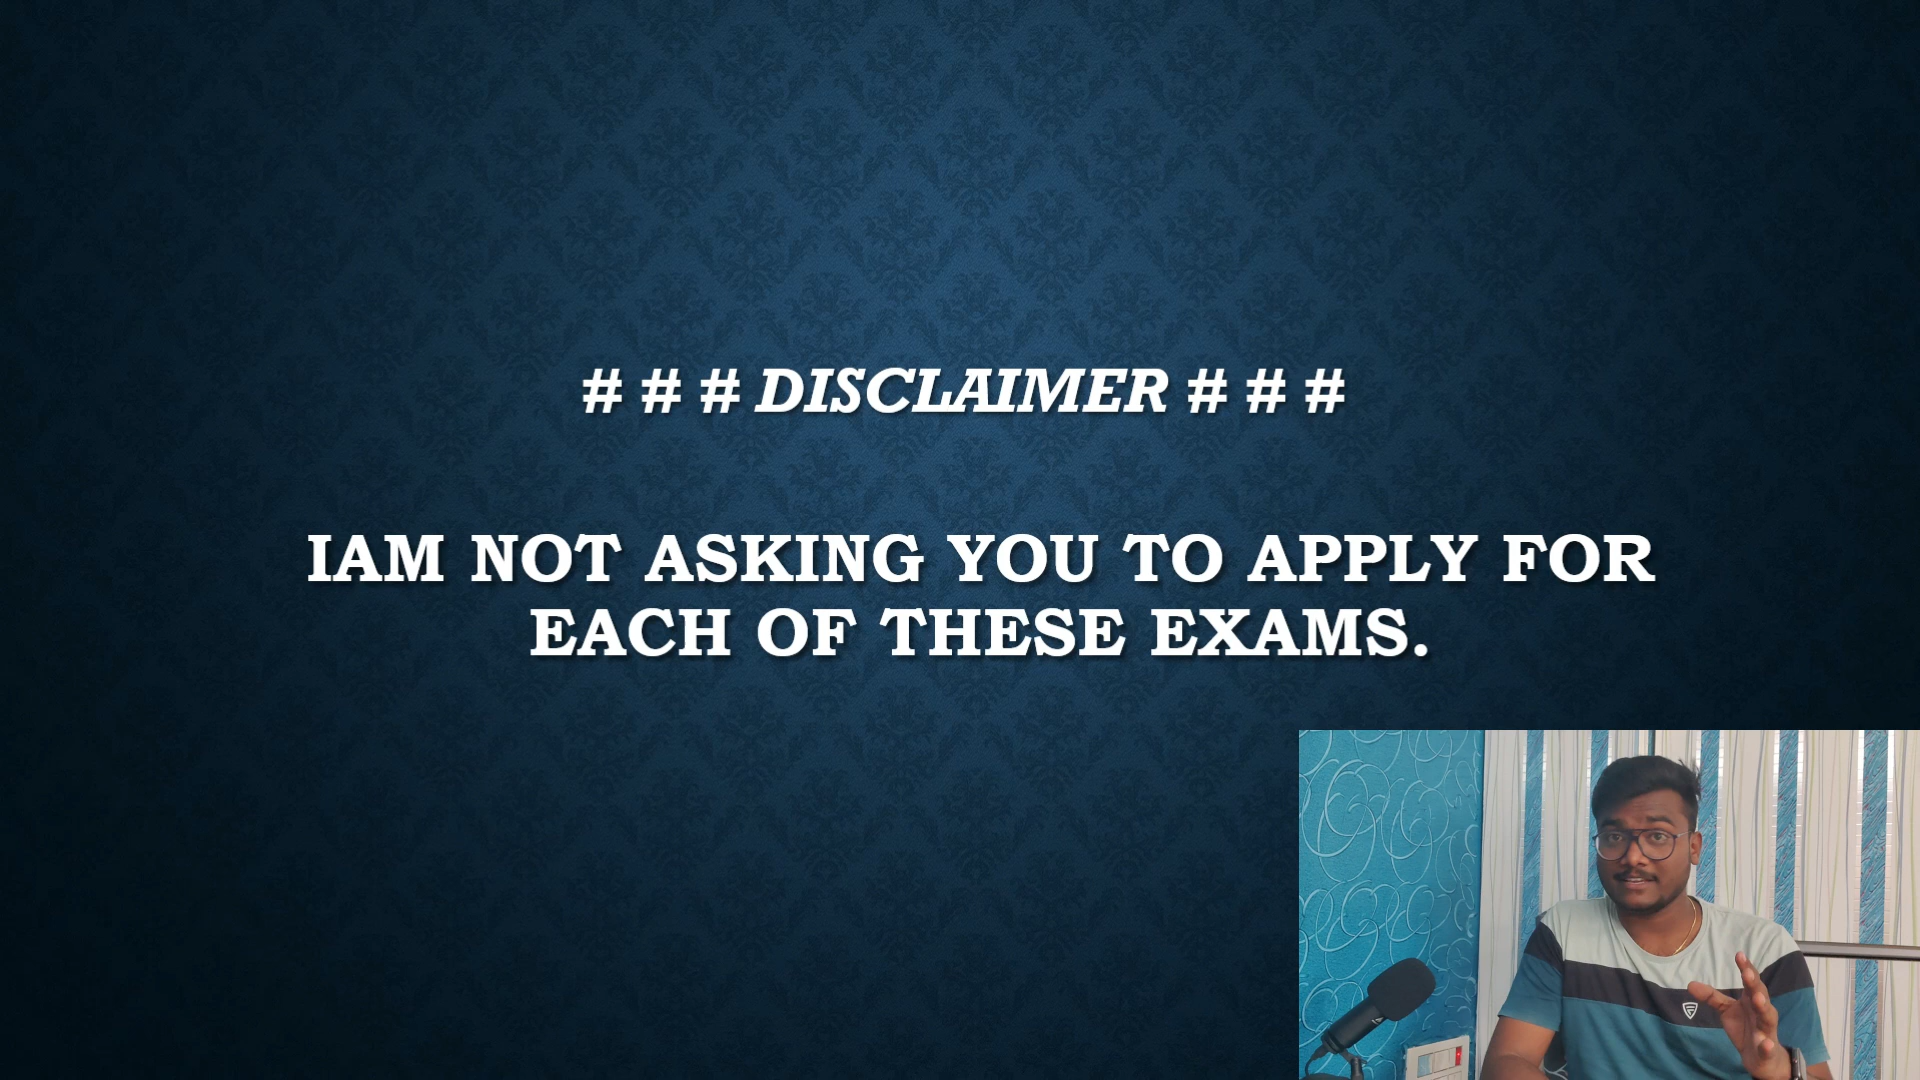 # # # DISCLAIMER # # #
IAM NOT ASKING YOU TO APPLY FOR
EACH OF THESE EXAMS.